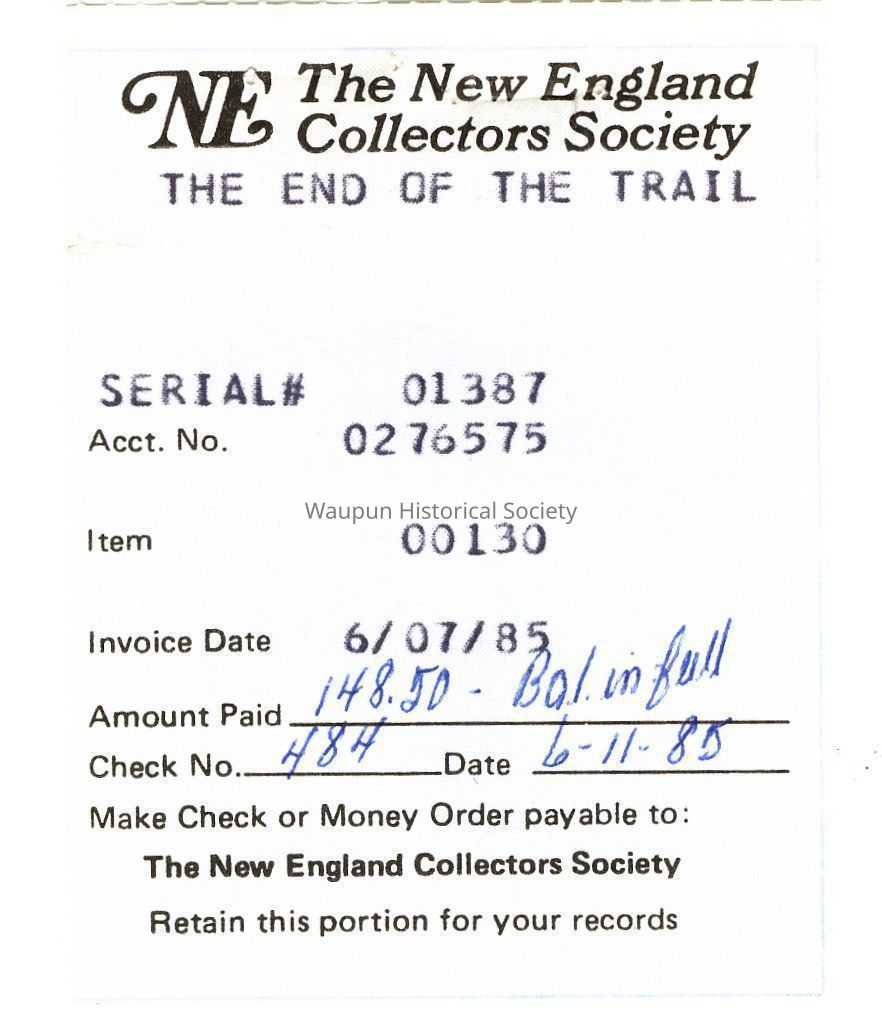 NE The New England
Collectors Society
THE END OF THE TRAIL
SERIAL# 01387
Acct. No. 0276575
Waupun Historical Society
Item 00130
Invoice Date 6/07/85
Amount Paid 148.50 - Bal. in full
Check No. 484 Date 6-11-85
Make Check or Money Order payable to:
The New England Collectors Society
Retain this portion for your records